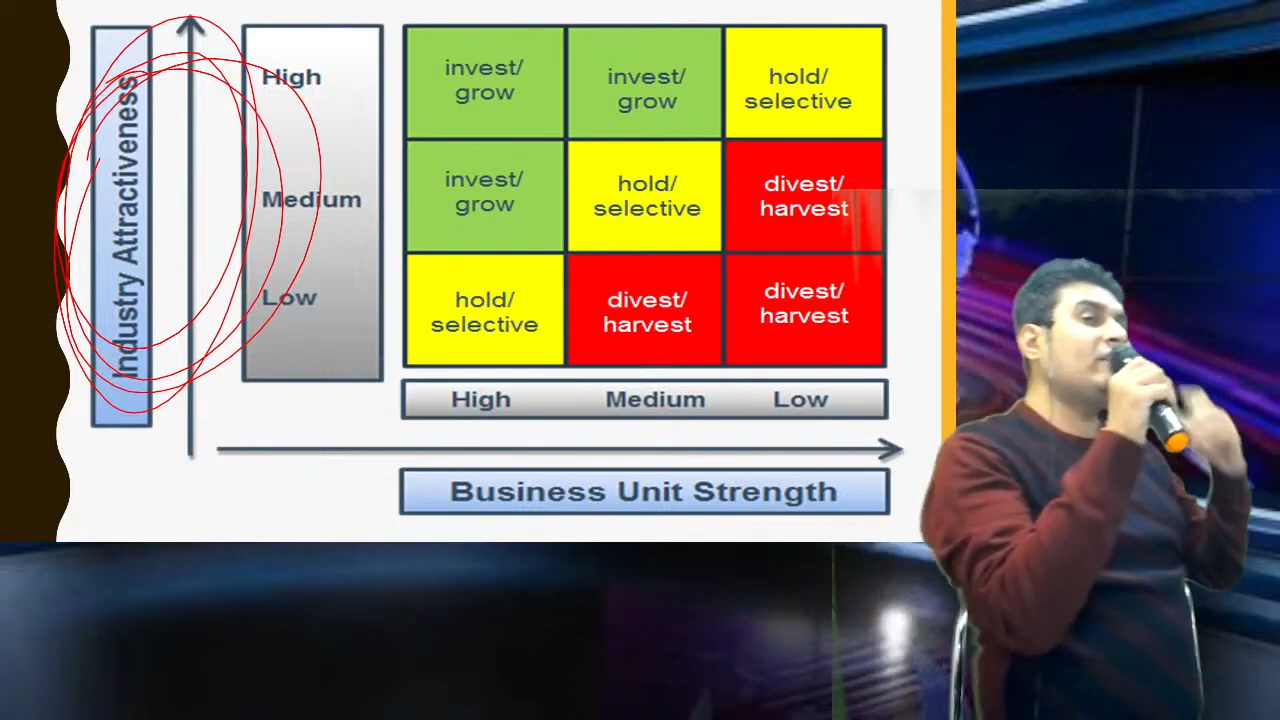 Industry Attractiveness
High
Medium
Low
invest/
grow
invest/
grow
hold/
selective
invest/
grow
hold/
selective
divest/
harvest
hold/
selective
divest/
harvest
divest/
harvest
High Medium Low
Business Unit Strength